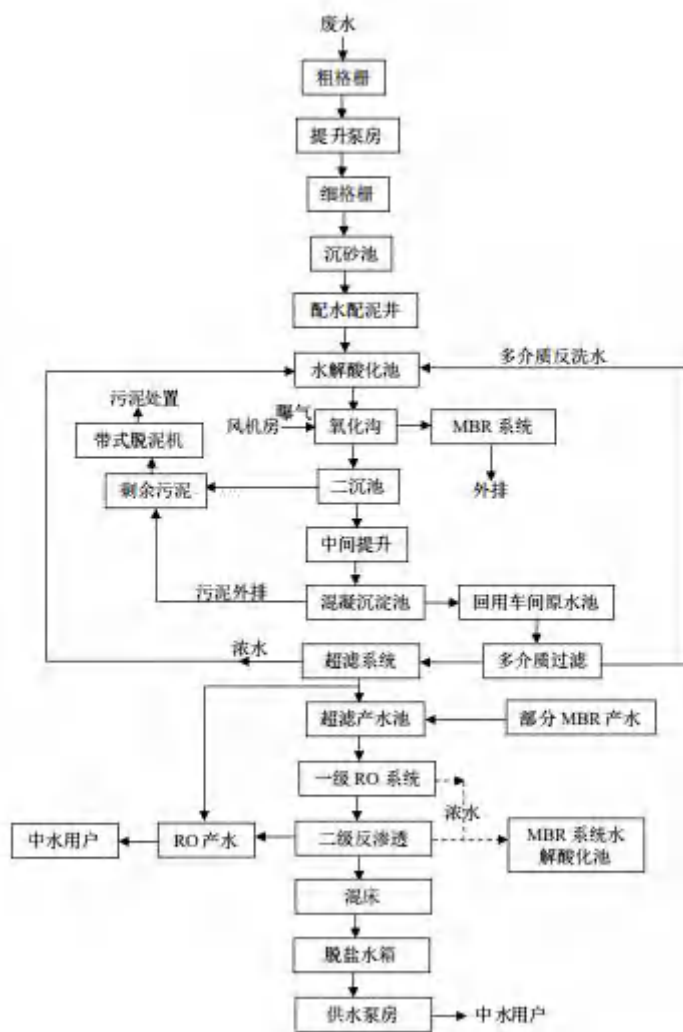 废水
粗格栅
提升泵房
细格栅
沉砂池
配水配泥井
水解酸化池
多介质反洗水
污泥处置
曝气
风机房
氧化沟
MBR 系统
带式脱泥机
外排
剩余污泥
二沉池
中间提升
污泥外排
混凝沉淀池
回用车间原水池
浓水
超滤系统
多介质过滤
超滤产水池
部分 MBR 产水
一级 RO 系统
浓水
中水用户
RO 产水
二级反渗透
MBR 系统水
解酸化池
混床
脱盐水箱
供水泵房
中水用户